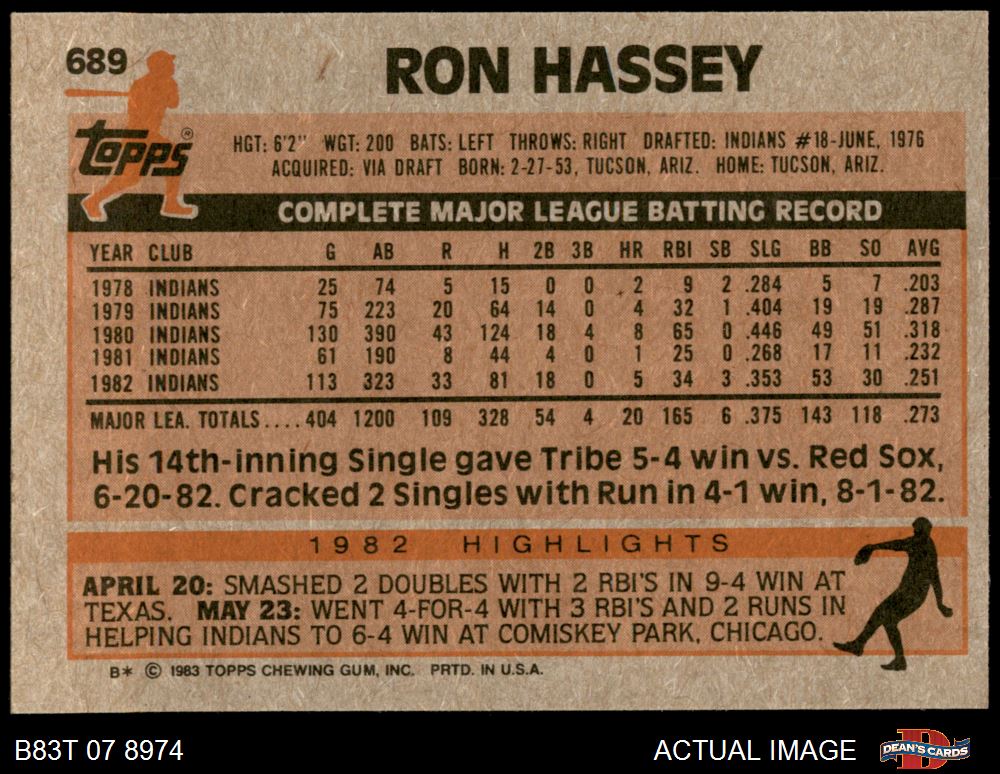 689
RON HASSEY
topps®
HGT: 6'2" WGT: 200 BATS: LEFT THROWS: RIGHT DRAFTED: INDIANS #18-JUNE, 1976
ACQUIRED: VIA DRAFT BORN: 2-27-53, TUCSON, ARIZ. HOME: TUCSON, ARIZ.
COMPLETE MAJOR LEAGUE BATTING RECORD
YEAR CLUB G AB R H 2B 3B HR RBI SB SLG BB SO AVG
1978 INDIANS 25 74 5 15 0 0 2 9 2 .284 5 7 .203
1979 INDIANS 75 223 20 64 14 0 4 32 1 .404 19 19 .287
1980 INDIANS 130 390 43 124 18 4 8 65 0 .446 49 51 .318
1981 INDIANS 61 190 8 44 4 0 1 25 0 .268 17 11 .232
1982 INDIANS 113 323 33 81 18 0 5 34 3 .353 53 30 .251
MAJOR LEA. TOTALS.... 404 1200 109 328 54 4 20 165 6 .375 143 118 .273
His 14th-inning Single gave Tribe 5-4 win vs. Red Sox,
6-20-82. Cracked 2 Singles with Run in 4-1 win, 8-1-82.
1982 HIGHLIGHTS
APRIL 20: SMASHED 2 DOUBLES WITH 2 RBI'S IN 9-4 WIN AT
TEXAS. MAY 23: WENT 4-FOR-4 WITH 3 RBI'S AND 2 RUNS IN
HELPING INDIANS TO 6-4 WIN AT COMISKEY PARK, CHICAGO.
B* © 1983 TOPPS CHEWING GUM, INC. PRTD. IN U.S.A.
B83T 07 8974 ACTUAL IMAGE DEAN'S CARDS